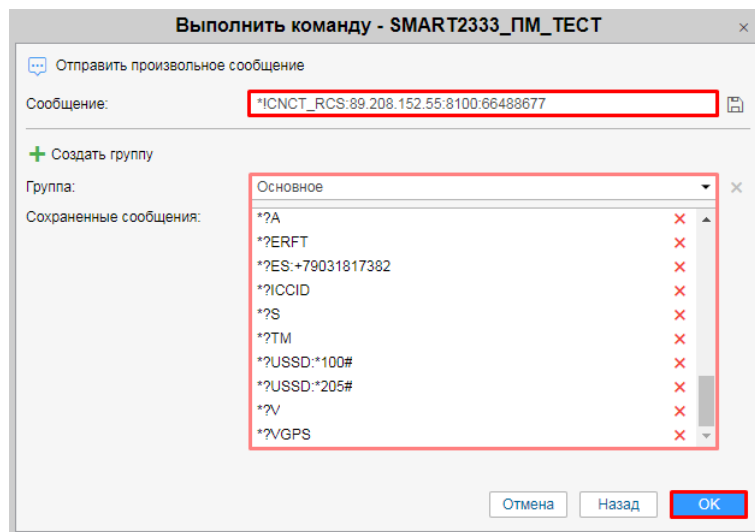 Выполнить команду - SMART2333_ПМ_ТЕСТ
Отправить произвольное сообщение
Сообщение: *!CNCT_RCS:89.208.152.55:8100:66488677
Создать группу
Группа: Основное
Сохраненные сообщения: *?A
*?ERFT
*?ES:+79031817382
*?ICCID
*?S
*?TM
*?USSD:*100#
*?USSD:*205#
*?V
*?VGPS
Отмена Назад OK